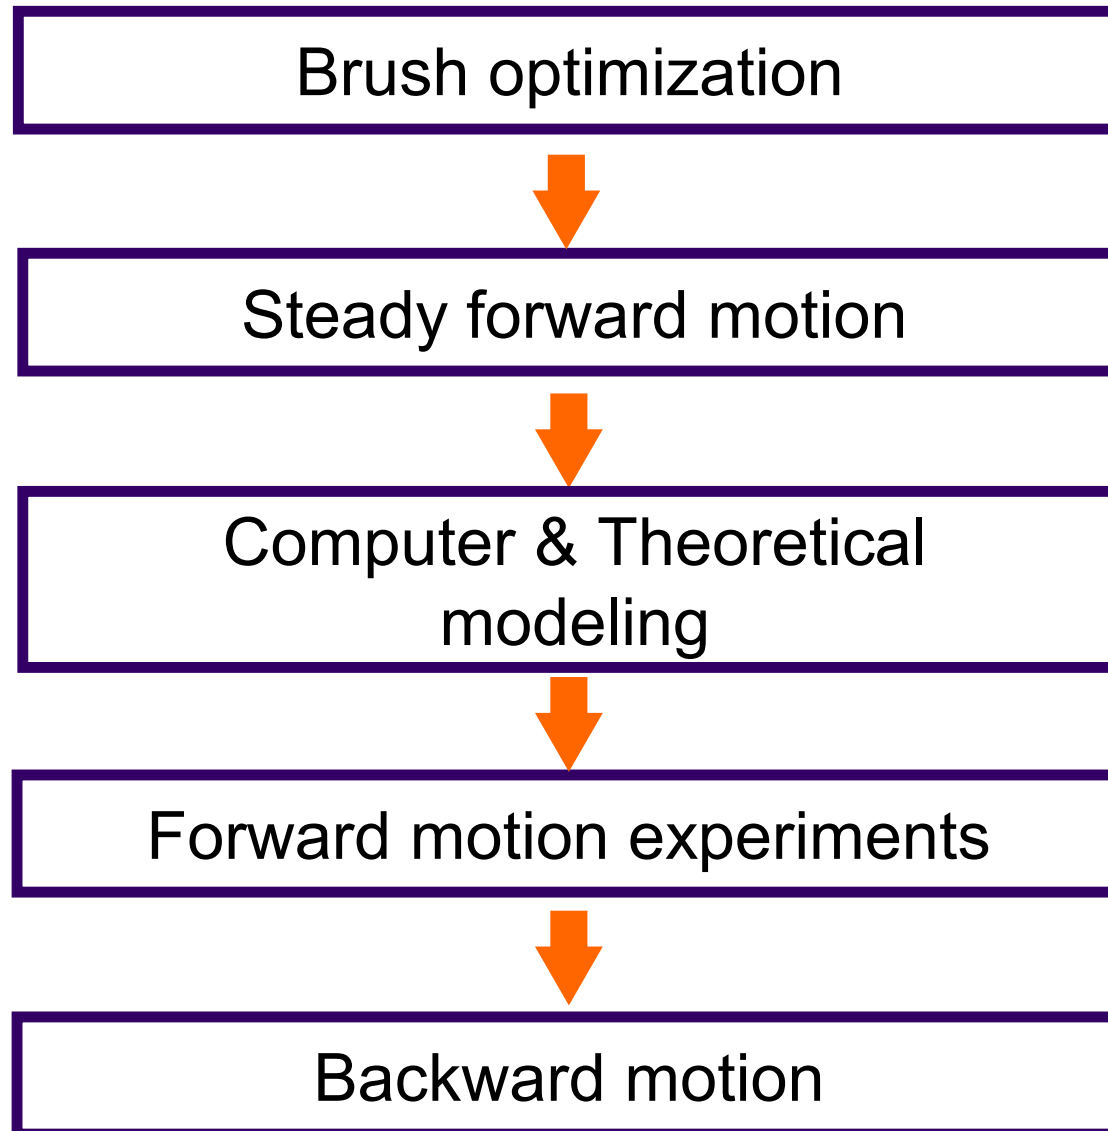 Brush optimization
Steady forward motion
Computer & Theoretical
modeling
Forward motion experiments
Backward motion